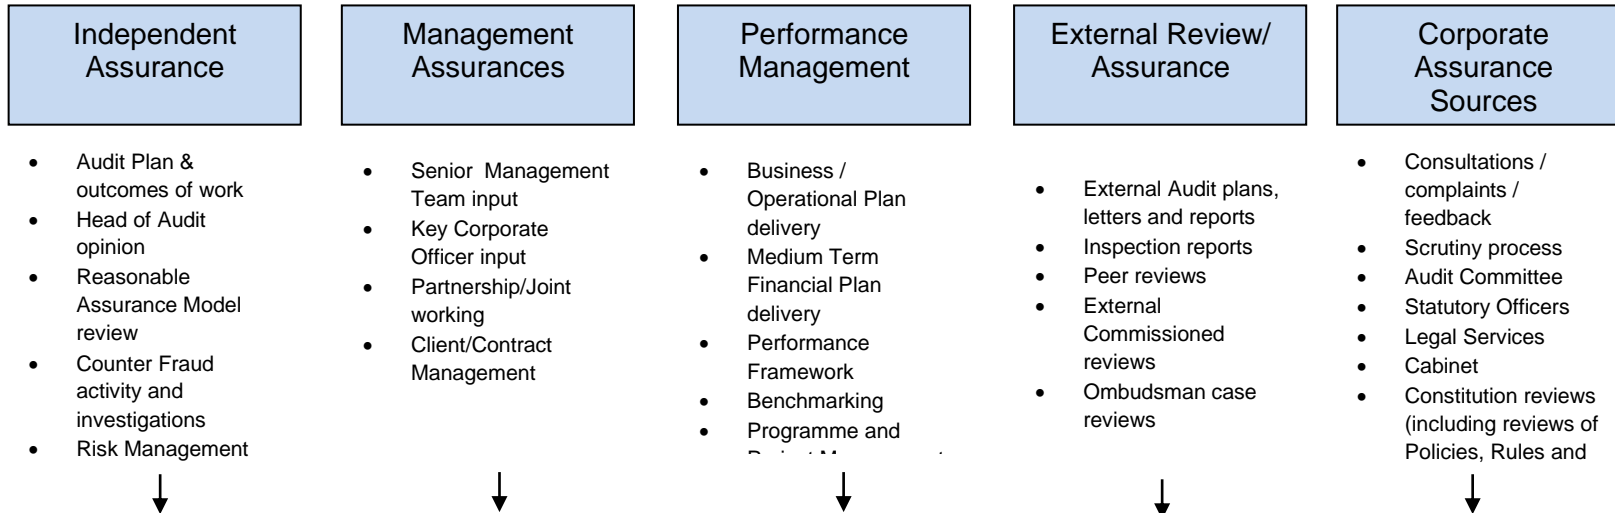 Independent
Assurance
• Audit Plan &
outcomes of work
• Head of Audit
opinion
• Reasonable
Assurance Model
review
• Counter Fraud
activity and
investigations
• Risk Management
Management
Assurances
• Senior Management
Team input
• Key Corporate
Officer input
• Partnership/Joint
working
• Client/Contract
Management
Performance
Management
• Business /
Operational Plan
delivery
• Medium Term
Financial Plan
delivery
• Performance
Framework
• Benchmarking
• Programme and
External Review/
Assurance
• External Audit plans,
letters and reports
• Inspection reports
• Peer reviews
• External
Commissioned
reviews
• Ombudsman case
reviews
Corporate
Assurance
Sources
• Consultations /
complaints /
feedback
• Scrutiny process
• Audit Committee
• Statutory Officers
• Legal Services
• Cabinet
• Constitution reviews
(including reviews of
Policies, Rules and